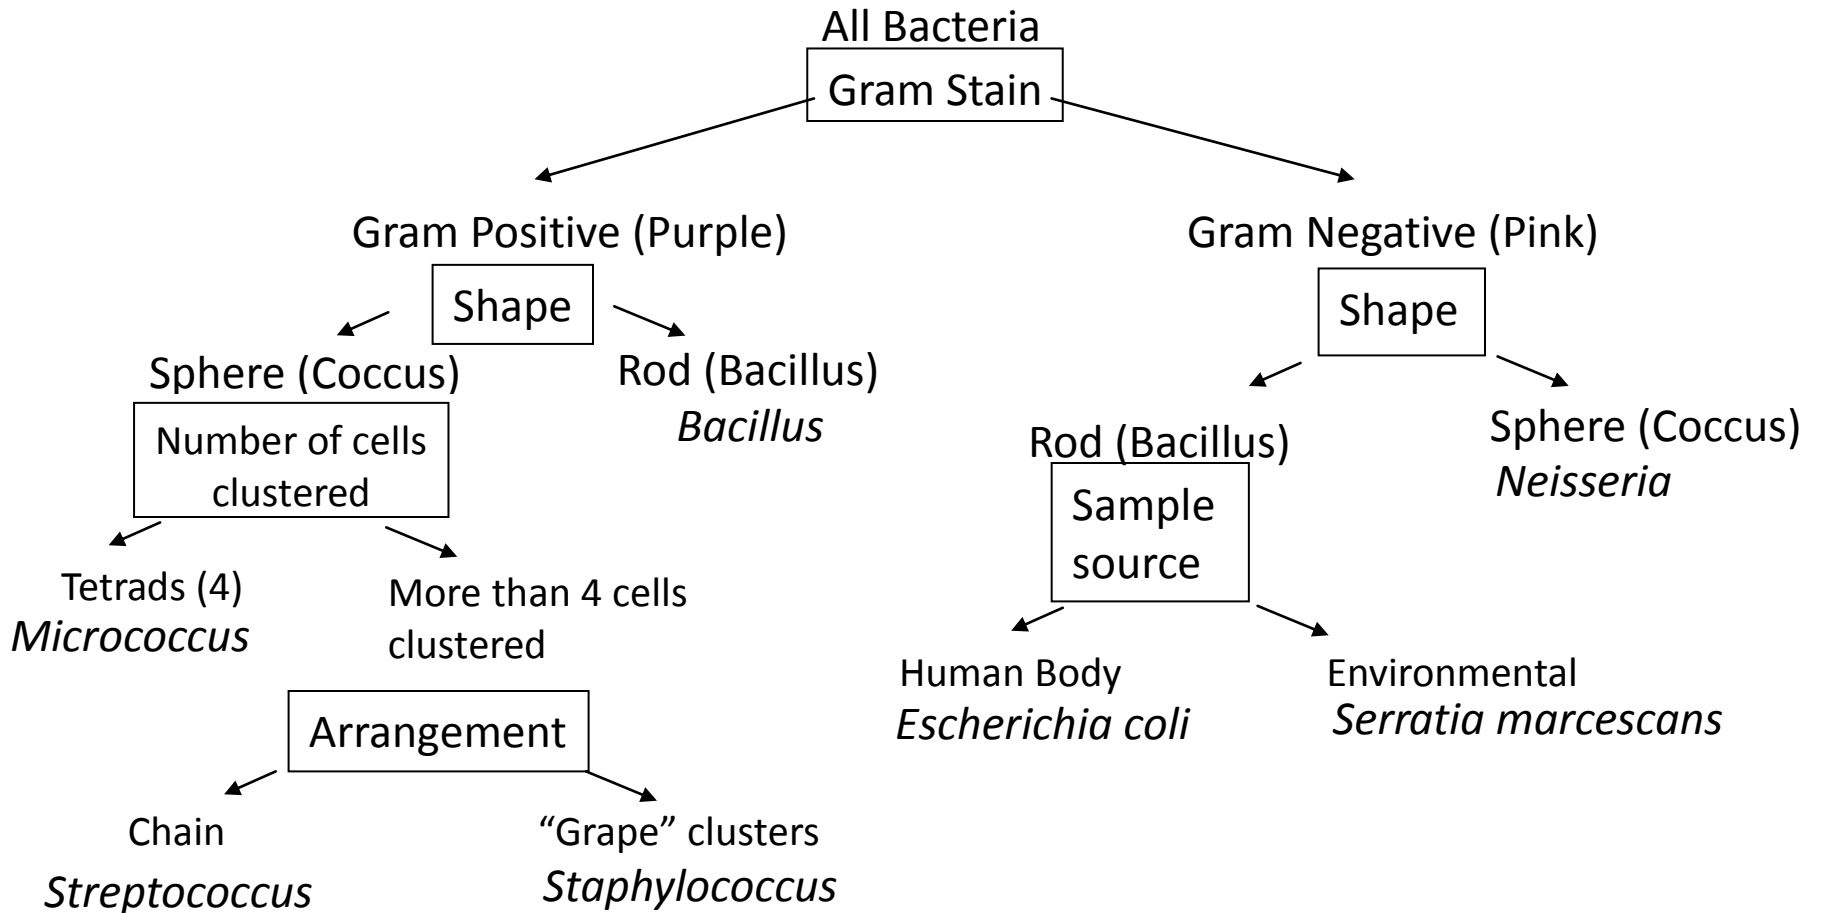 All Bacteria
Gram Stain
Gram Positive (Purple)
Gram Negative (Pink)
Shape
Shape
Sphere (Coccus)
Rod (Bacillus)
Bacillus
Number of cells
clustered
Rod (Bacillus)
Sphere (Coccus)
Neisseria
Sample
source
Tetrads (4)
Micrococcus
More than 4 cells
clustered
Human Body
Escherichia coli
Environmental
Serratia marcescans
Arrangement
Chain
Streptococcus
“Grape” clusters
Staphylococcus